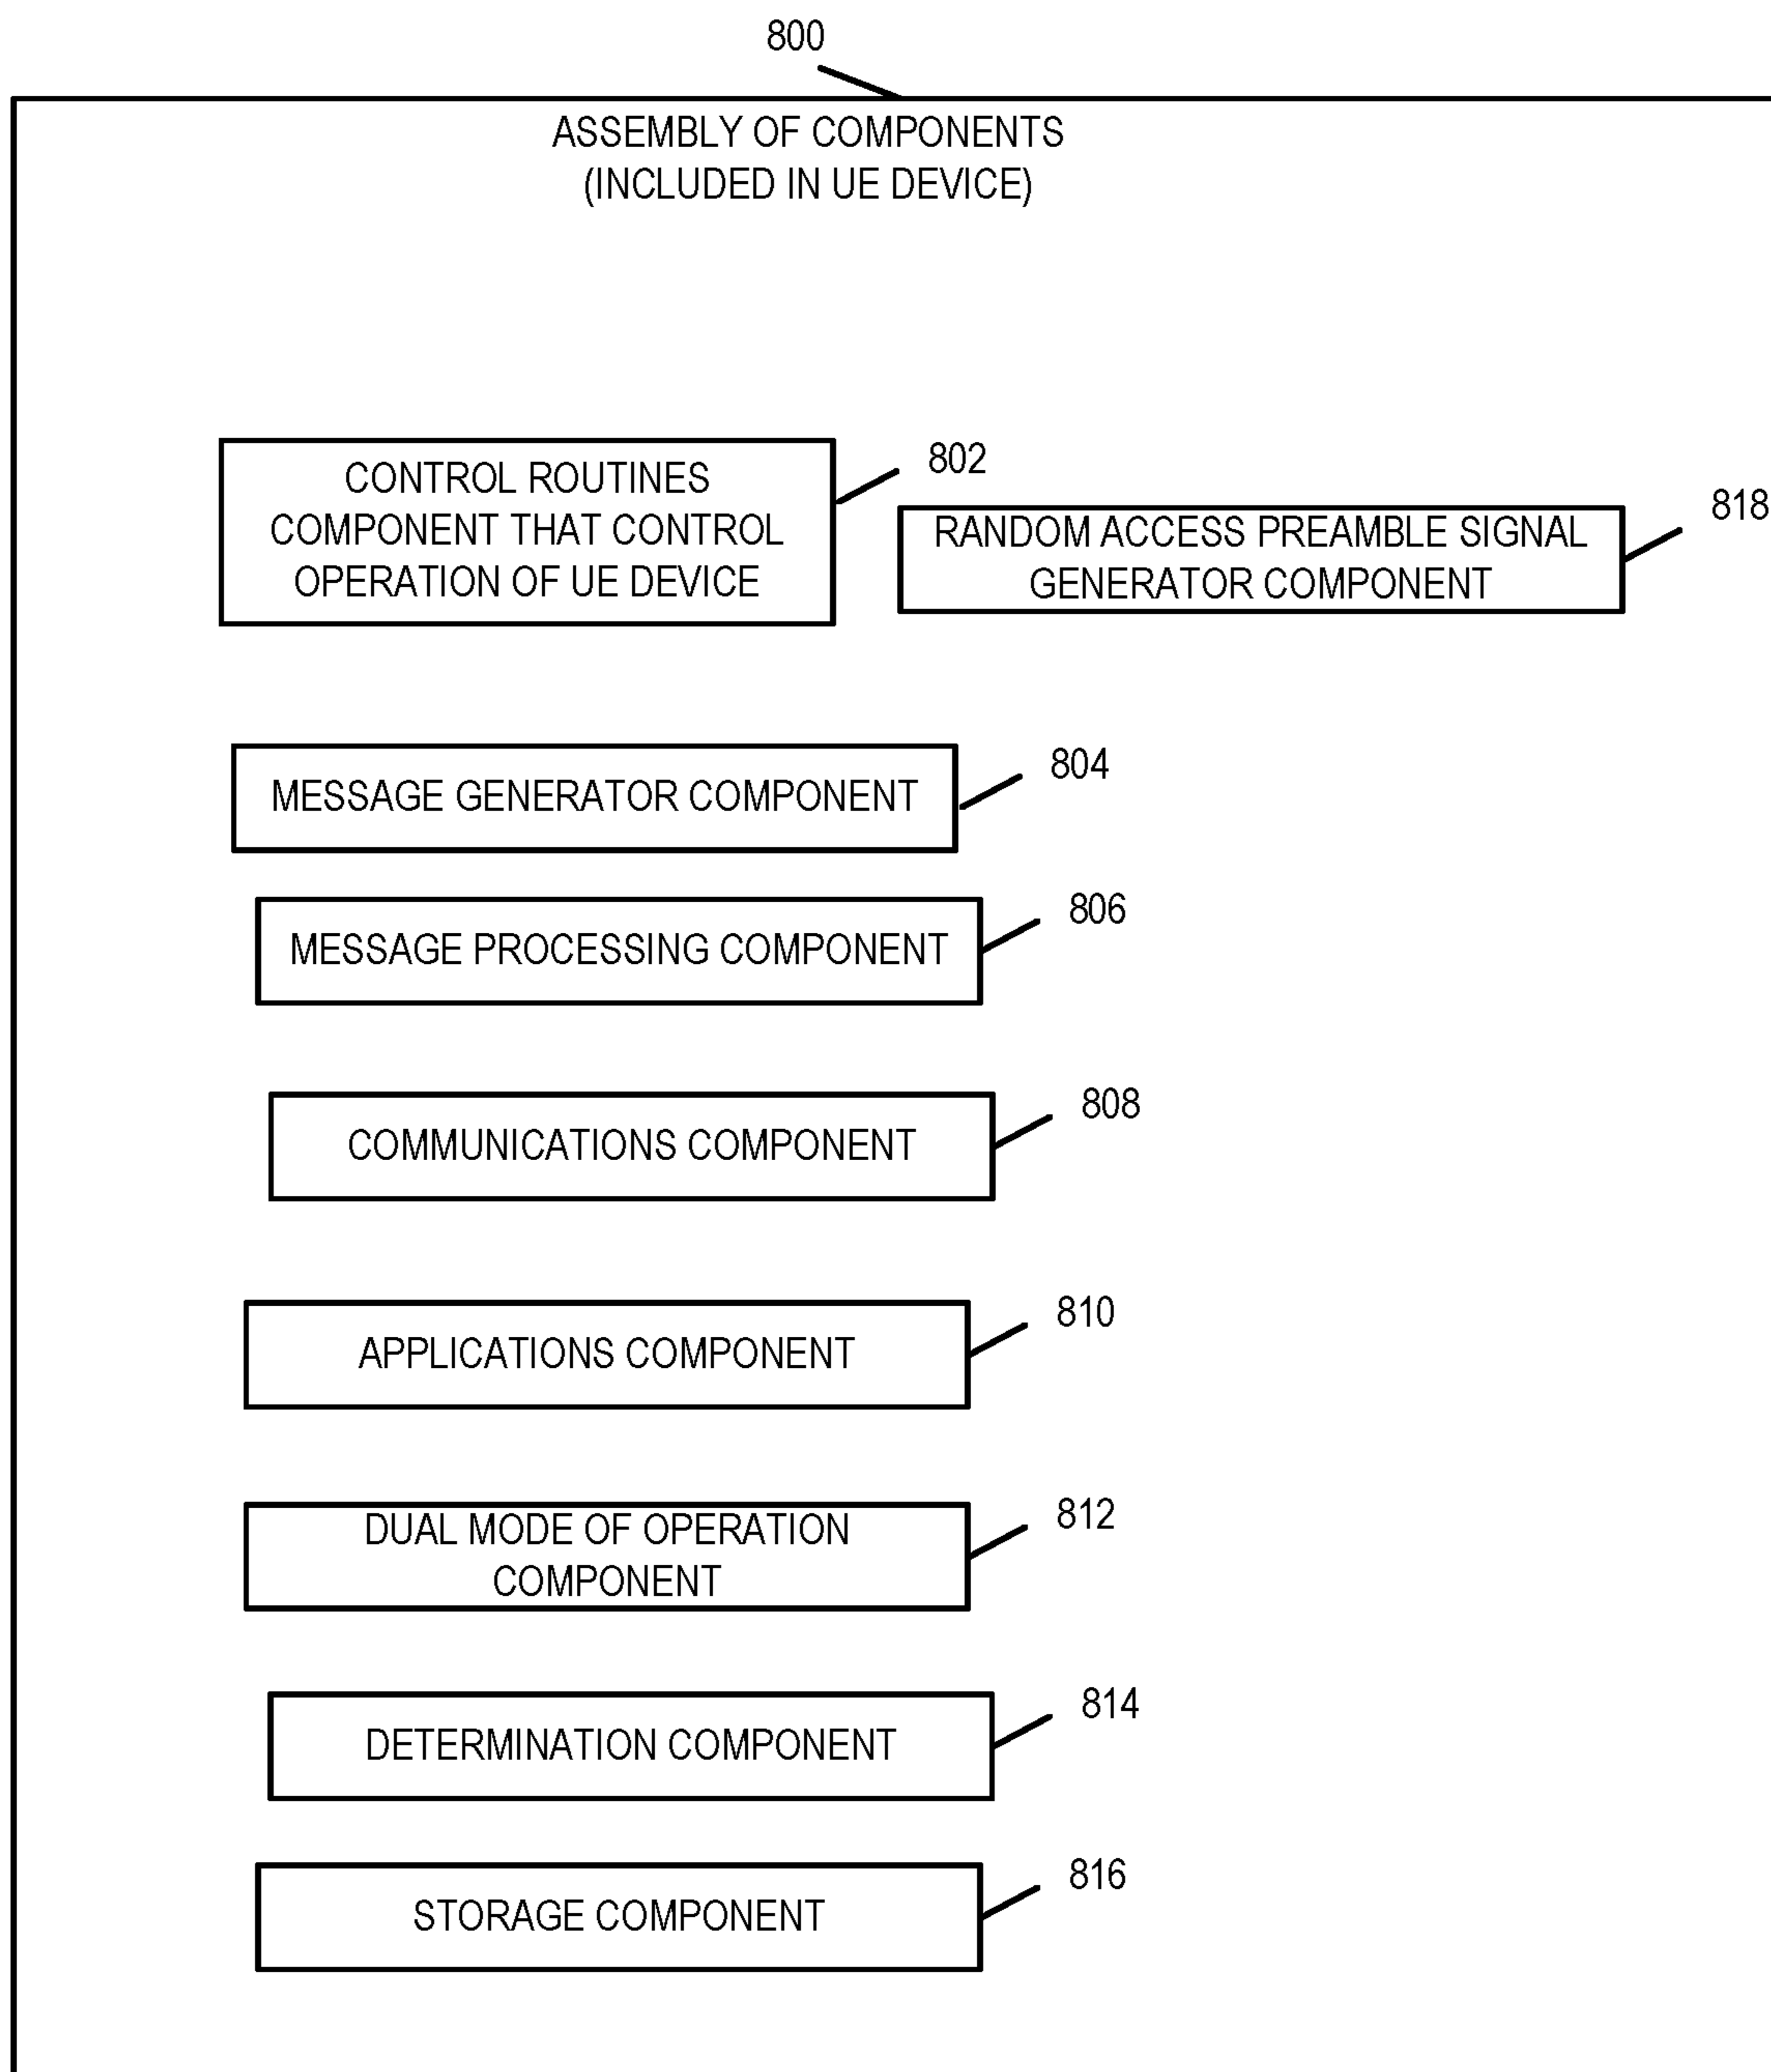 800
ASSEMBLY OF COMPONENTS
(INCLUDED IN UE DEVICE)
CONTROL ROUTINES
COMPONENT THAT CONTROL
OPERATION OF UE DEVICE
802
RANDOM ACCESS PREAMBLE SIGNAL
GENERATOR COMPONENT
818
MESSAGE GENERATOR COMPONENT
804
MESSAGE PROCESSING COMPONENT
806
COMMUNICATIONS COMPONENT
808
APPLICATIONS COMPONENT
810
DUAL MODE OF OPERATION
COMPONENT
812
DETERMINATION COMPONENT
814
STORAGE COMPONENT
816